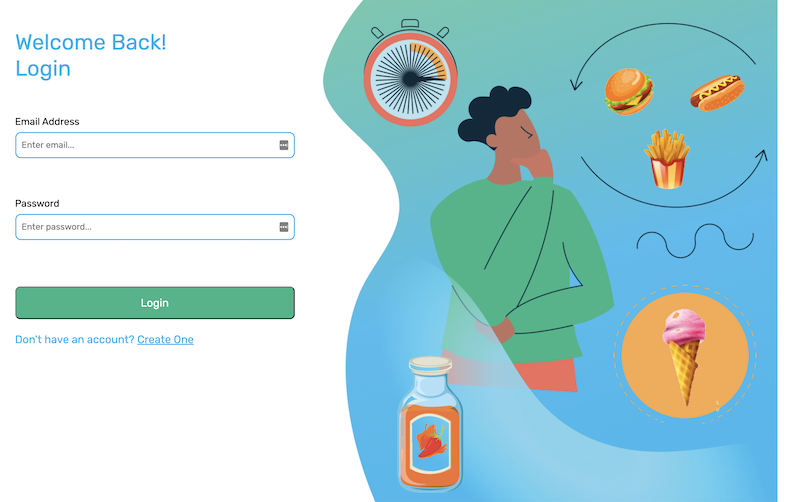 Welcome Back!
Login
Email Address
Enter email...
Password
Enter password...
Login
Don't have an account? Create One